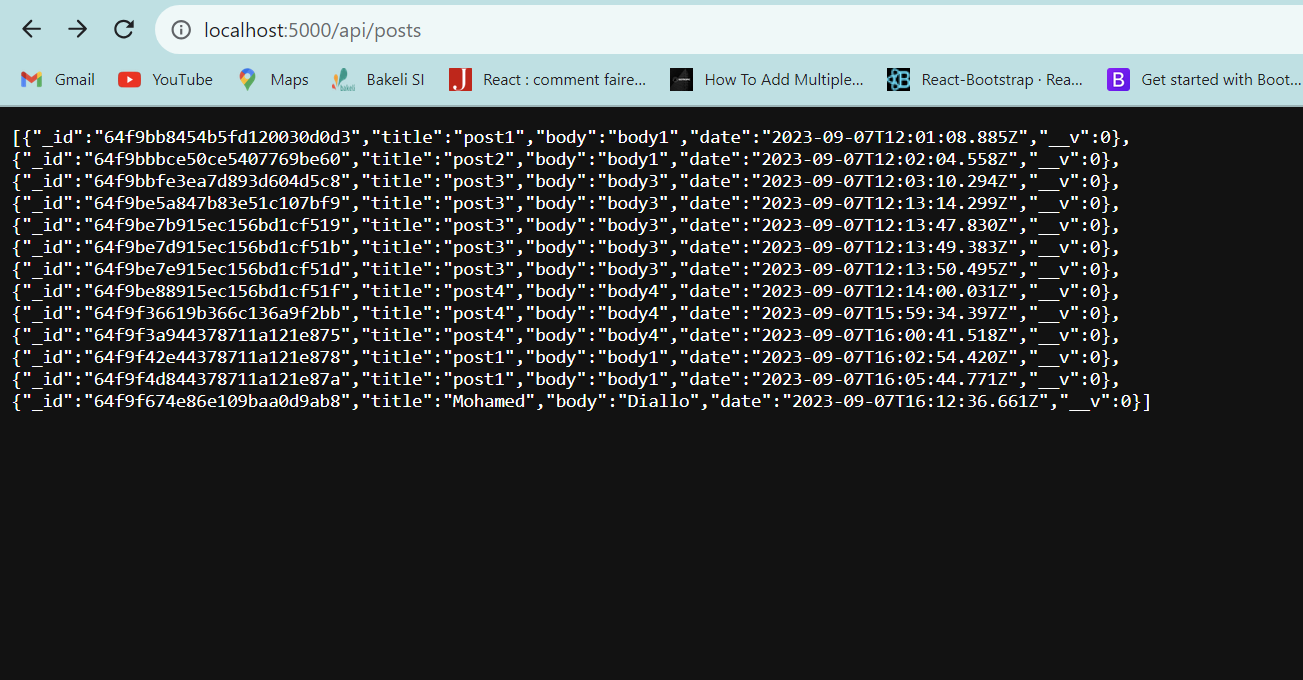 localhost:5000/api/posts
Gmail YouTube Maps Bakeli SI React : comment faire... How To Add Multiple... React-Bootstrap · Rea... Get started with Boot...
[{"_id":"64f9bb8454b5fd120030d0d3","title":"post1","body":"body1","date":"2023-09-07T12:01:08.885Z","__v":0},
{"_id":"64f9bbbce50ce5407769be60","title":"post2","body":"body1","date":"2023-09-07T12:02:04.558Z","__v":0},
{"_id":"64f9bbfe3ea7d893d604d5c8","title":"post3","body":"body3","date":"2023-09-07T12:03:10.294Z","__v":0},
{"_id":"64f9be5a847b83e51c107bf9","title":"post3","body":"body3","date":"2023-09-07T12:13:14.299Z","__v":0},
{"_id":"64f9be7b915ec156bd1cf519","title":"post3","body":"body3","date":"2023-09-07T12:13:47.830Z","__v":0},
{"_id":"64f9be7d915ec156bd1cf51b","title":"post3","body":"body3","date":"2023-09-07T12:13:49.383Z","__v":0},
{"_id":"64f9be7e915ec156bd1cf51d","title":"post3","body":"body3","date":"2023-09-07T12:13:50.495Z","__v":0},
{"_id":"64f9be88915ec156bd1cf51f","title":"post4","body":"body4","date":"2023-09-07T12:14:00.031Z","__v":0},
{"_id":"64f9f36619b366c136a9f2bb","title":"post4","body":"body4","date":"2023-09-07T15:59:34.397Z","__v":0},
{"_id":"64f9f3a944378711a121e875","title":"post4","body":"body4","date":"2023-09-07T16:00:41.518Z","__v":0},
{"_id":"64f9f42e44378711a121e878","title":"post1","body":"body1","date":"2023-09-07T16:02:54.420Z","__v":0},
{"_id":"64f9f4d844378711a121e87a","title":"post1","body":"body1","date":"2023-09-07T16:05:44.771Z","__v":0},
{"_id":"64f9f674e86e109baa0d9ab8","title":"Mohamed","body":"Diallo","date":"2023-09-07T16:12:36.661Z","__v":0}]